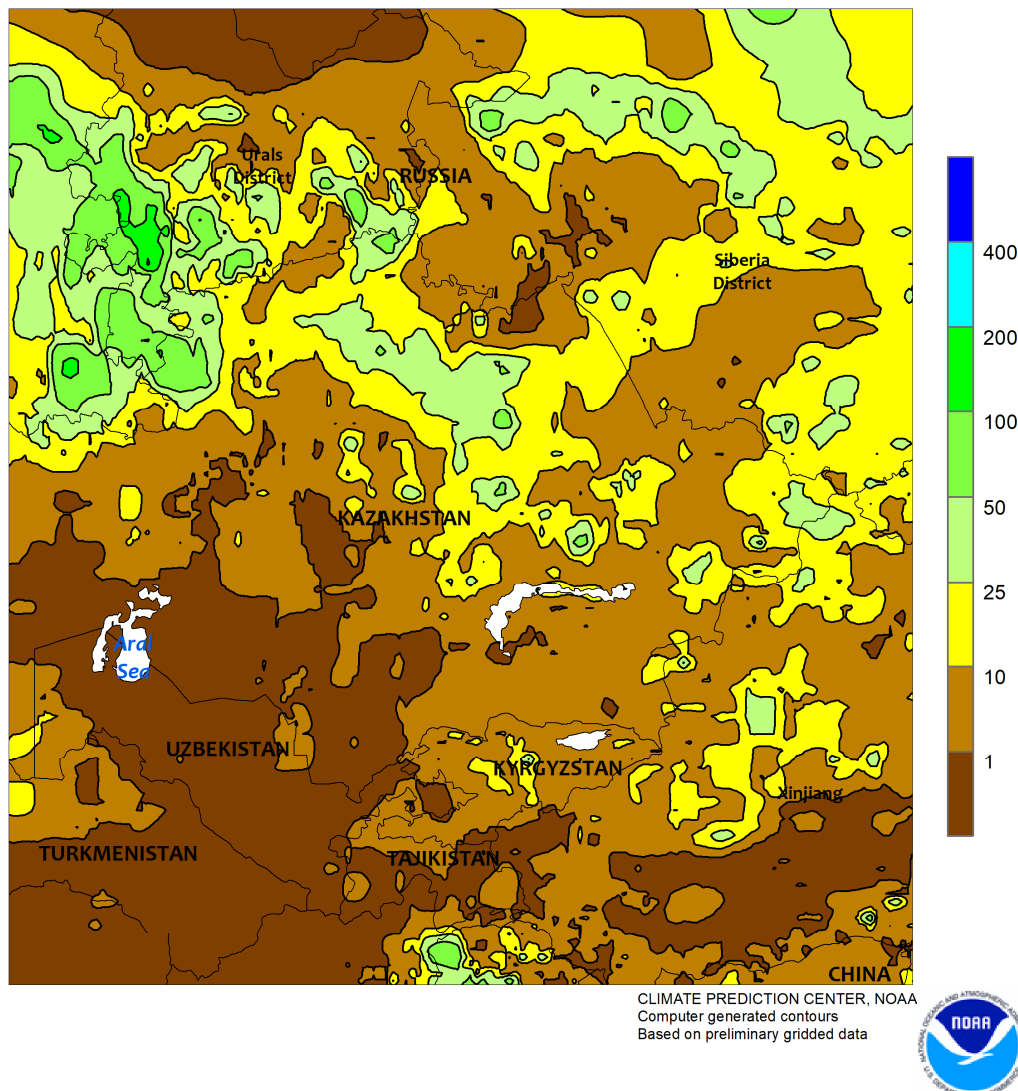 Urals
District
RUSSIA
Siberia
District
KAZAKHSTAN
Aral
Sea
UZBEKISTAN
KYRGYZSTAN
Xinjiang
TURKMENISTAN
TAJIKISTAN
CHINA
400
200
100
50
25
10
1
CLIMATE PREDICTION CENTER, NOAA
Computer generated contours
Based on preliminary gridded data
NOAA